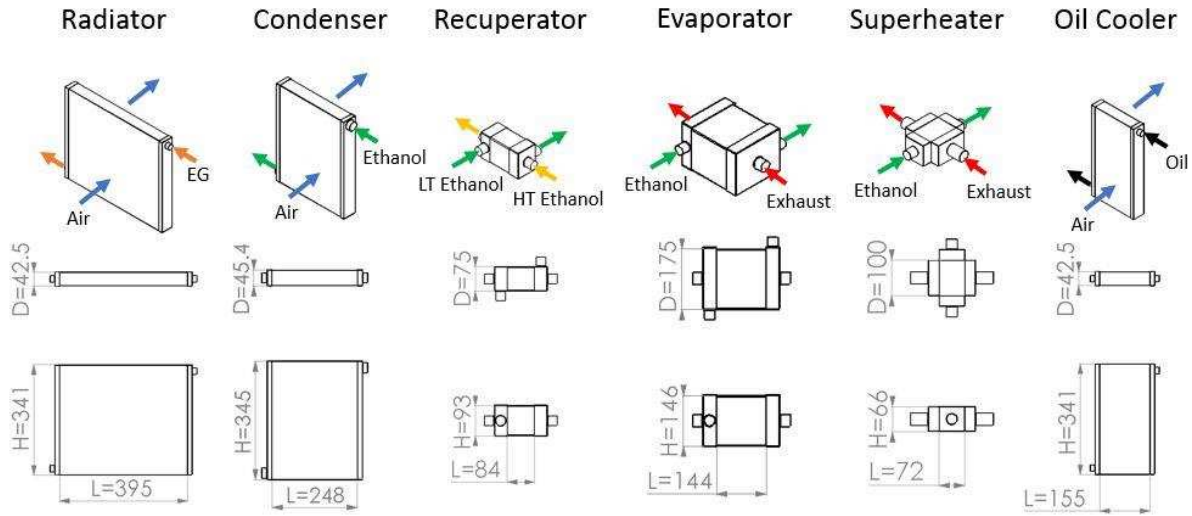 Radiator
Condenser
Recuperator
Evaporator
Superheater
Oil Cooler
EG
Air
Ethanol
Air
LT Ethanol
HT Ethanol
Ethanol
Exhaust
Ethanol
Exhaust
Oil
Air
D=42.5
D=45.4
D=75
D=175
D=100
D=42.5
H=341
H=345
H=93
H=146
H=66
H=341
L=395
L=248
L=84
L=144
L=72
L=155